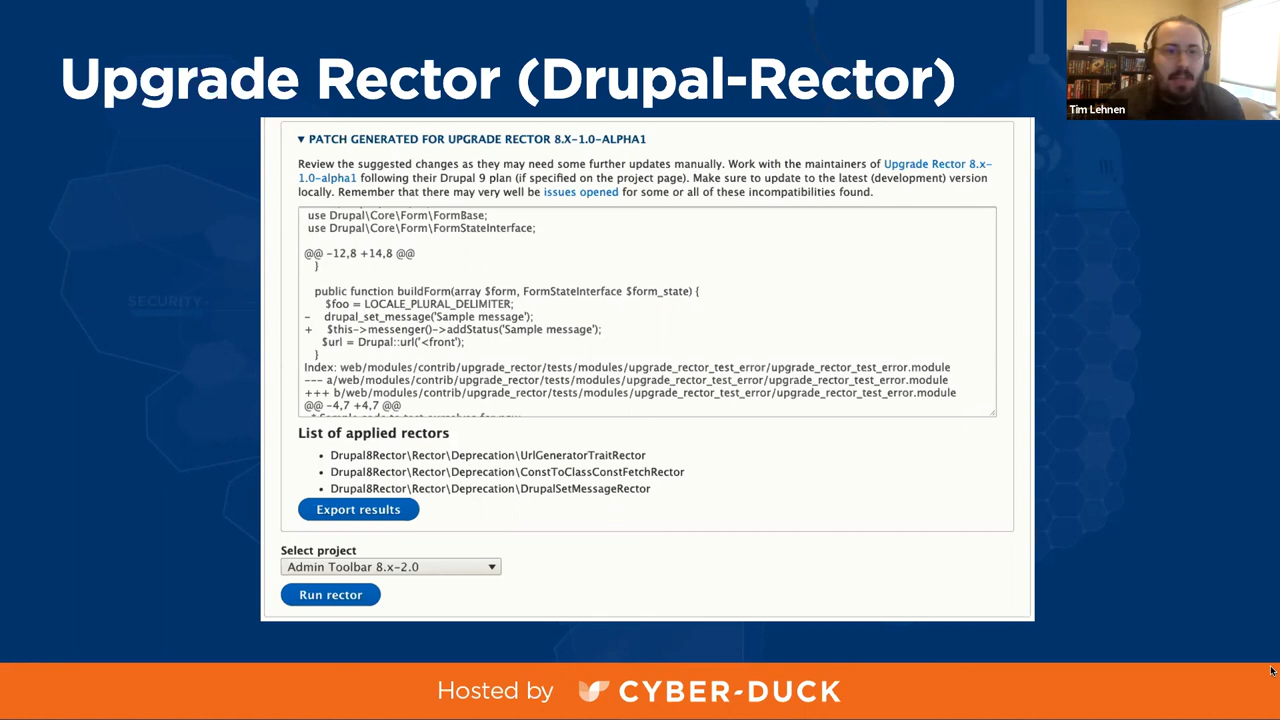 Upgrade Rector (Drupal-Rector)
Tim Lehnen
▼ PATCH GENERATED FOR UPGRADE RECTOR 8.X-1.0-ALPHA1
Review the suggested changes as they may need some further updates manually. Work with the maintainers of Upgrade Rector 8.x-
1.0-alpha1 following their Drupal 9 plan (if specified on the project page). Make sure to update to the latest (development) version
locally. Remember that there may very well be issues opened for some or all of these incompatibilities found.
use Drupal\Core\Form\FormBase;
use Drupal\Core\Form\FormStateInterface;
@@ -12,8 +14,8 @@
}
public function buildForm(array $form, FormStateInterface $form_state) {
$foo = LOCALE_PLURAL_DELIMITER;
- drupal_set_message('Sample message');
+ $this->messenger()->addStatus('Sample message');
$url = Drupal::url('<front');
}
Index: web/modules/contrib/upgrade_rector/tests/modules/upgrade_rector_test_error/upgrade_rector_test_error.module
--- a/web/modules/contrib/upgrade_rector/tests/modules/upgrade_rector_test_error/upgrade_rector_test_error.module
+++ b/web/modules/contrib/upgrade_rector/tests/modules/upgrade_rector_test_error/upgrade_rector_test_error.module
@@ -4,7 +4,7 @@
SECURITY
List of applied rectors
• Drupal8Rector\Rector\Deprecation\UrlGeneratorTraitRector
• Drupal8Rector\Rector\Deprecation\ConstToClassConstFetchRector
• Drupal8Rector\Rector\Deprecation\DrupalSetMessageRector
Export results
Select project
Admin Toolbar 8.x-2.0
Run rector
Hosted by CYBER-DUCK